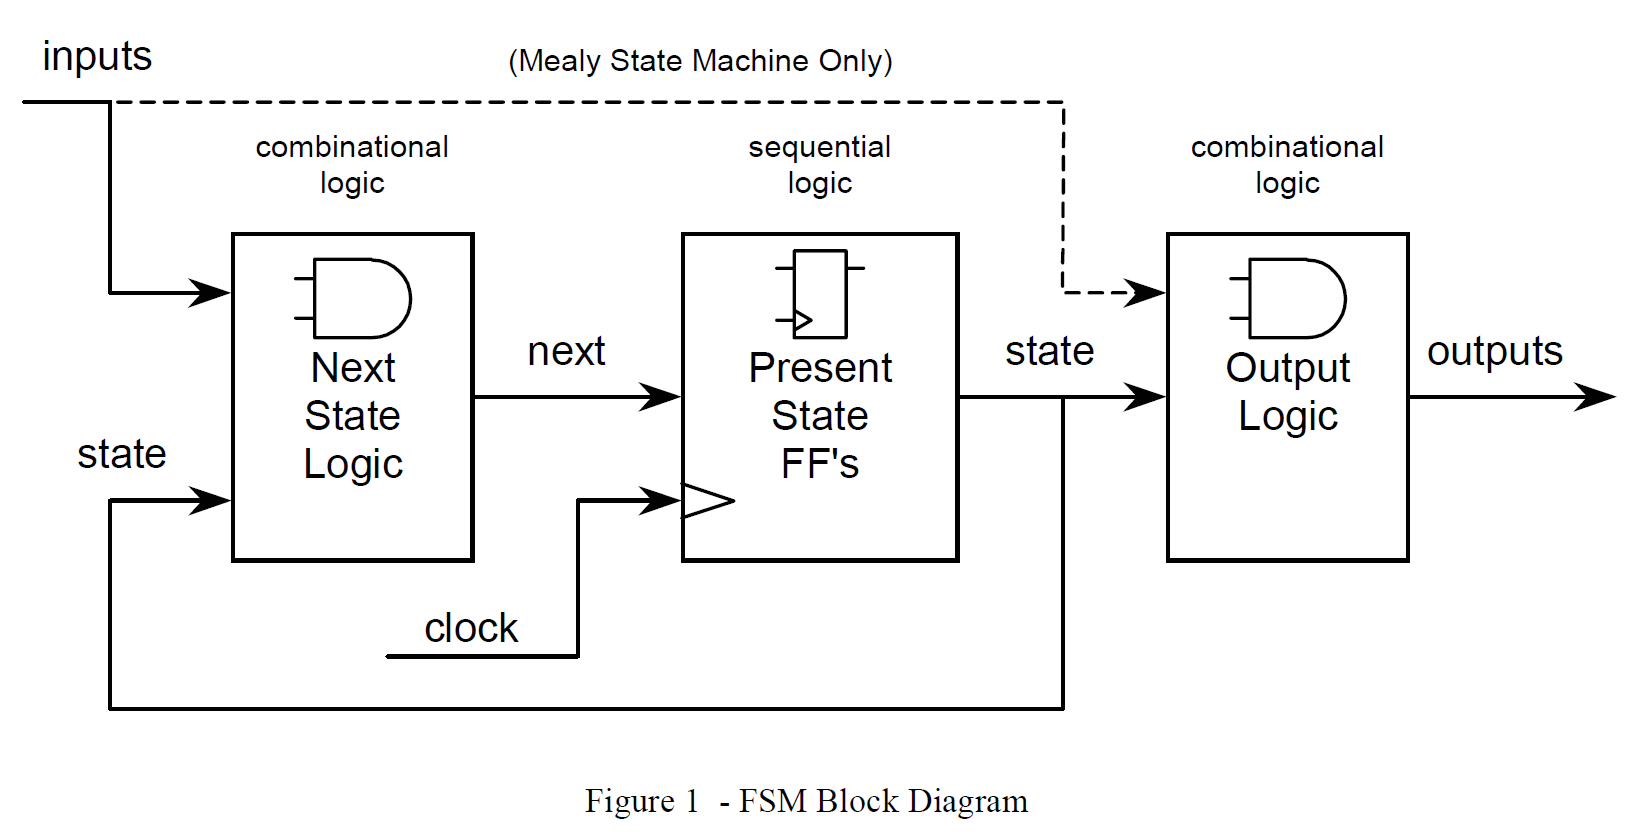 inputs
(Mealy State Machine Only)
combinational
logic
sequential
logic
combinational
logic
Next
State
Logic
next
Present
State
FF's
state
Output
Logic
outputs
state
clock
Figure 1 - FSM Block Diagram